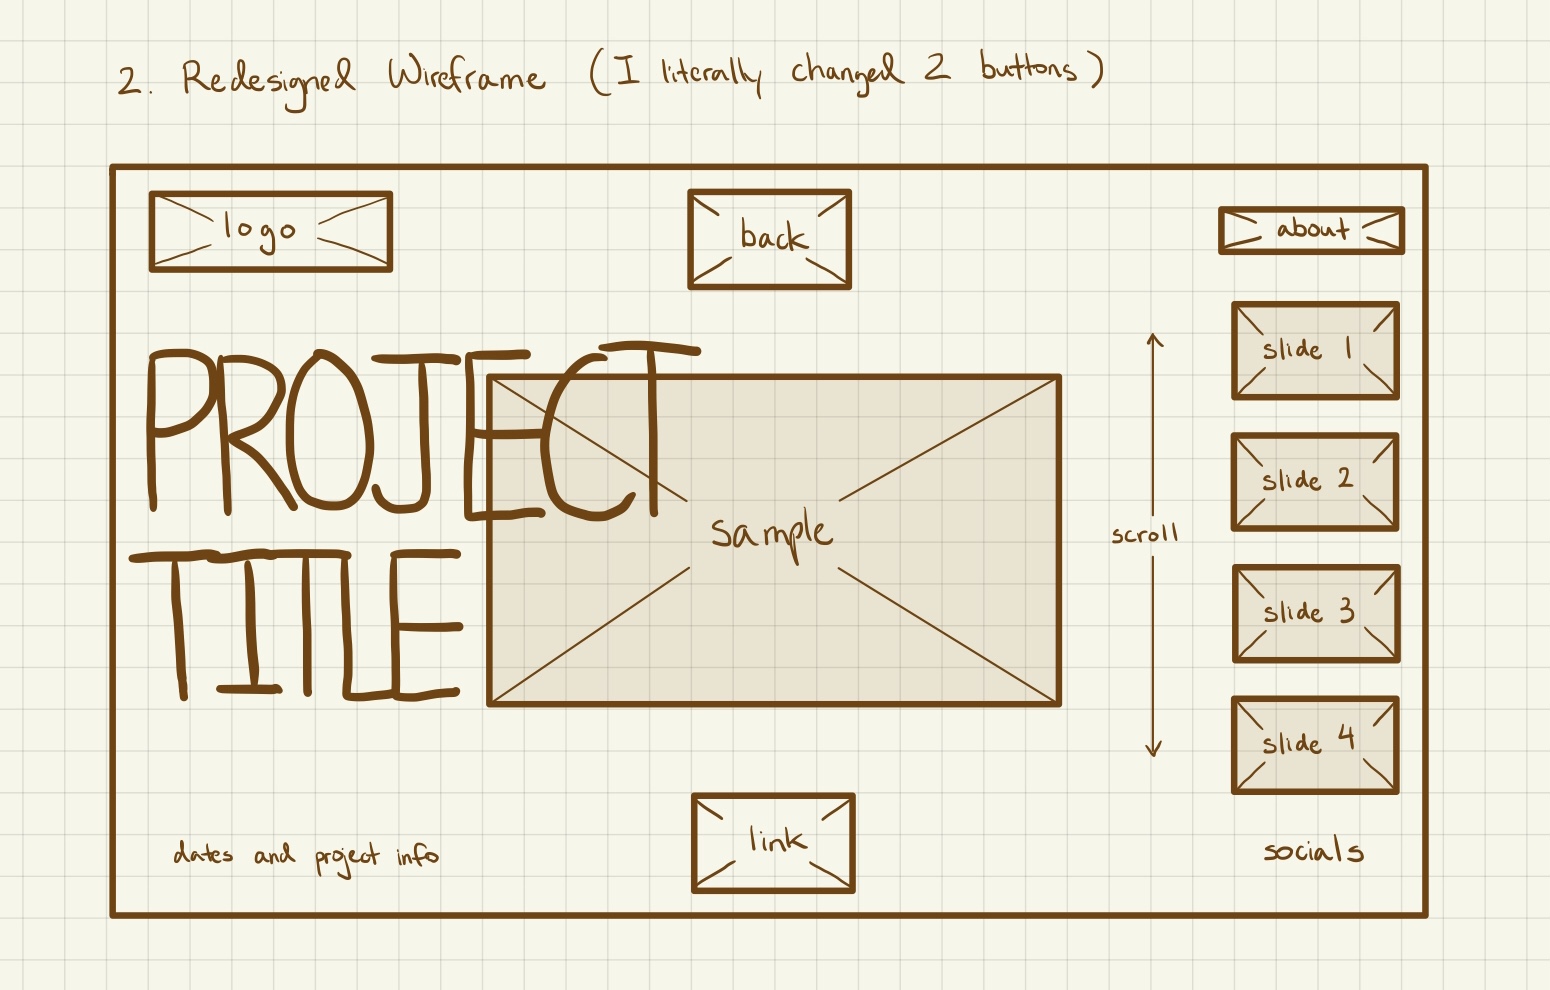 2. Redesigned Wireframe (I literally changed 2 buttons)
logo
back
about
PROJECT
TITLE
sample
scroll
slide 1
slide 2
slide 3
slide 4
dates and project info
link
socials